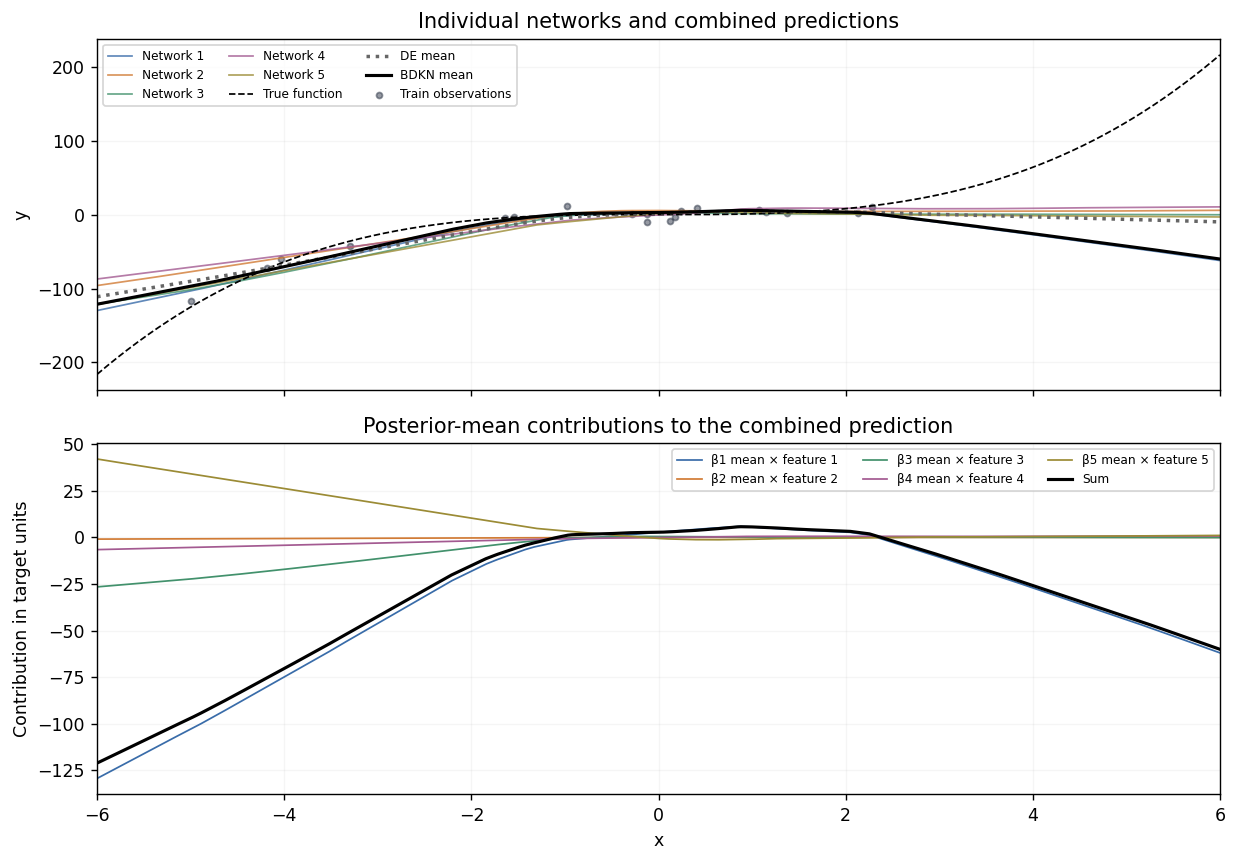 Individual networks and combined predictions
Network 1 Network 4 DE mean
Network 2 Network 5 BDKN mean
Network 3 True function Train observations
200
100
0
−100
−200
y
Posterior-mean contributions to the combined prediction
β1 mean × feature 1 β3 mean × feature 3 β5 mean × feature 5
β2 mean × feature 2 β4 mean × feature 4 Sum
50
25
0
−25
−50
−75
−100
−125
Contribution in target units
−6 −4 −2 0 2 4 6
x